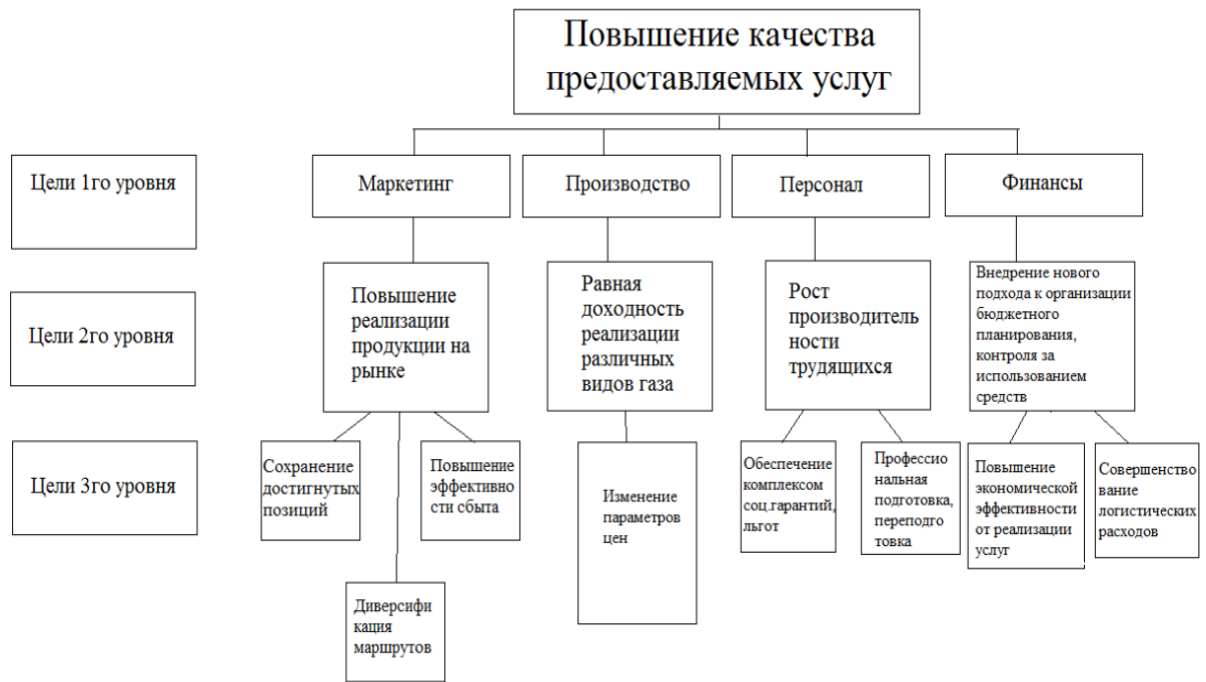 Повышение качества
предоставляемых услуг
Цели 1го уровня
Маркетинг
Производство
Персонал
Финансы
Цели 2го уровня
Повышение
реализации
продукции на
рынке
Равная
доходность
реализации
различных
видов газа
Рост
производитель
ности
трудящихся
Внедрение нового
подхода к организации
бюджетного
планирования,
контроля за
использованием
средств
Цели 3го уровня
Сохранение
достигнутых
позиций
Диверсифи
кация
маршрутов
Повышение
эффективно
сти сбыта
Изменение
параметров
цен
Обеспечение
комплексом
соц.гарантий,
льгот
Професcио
нальная
подготовка,
переподго
товка
Повышение
экономической
эффективности
от реализации
услуг
Совершенство
вание
логистических
расходов